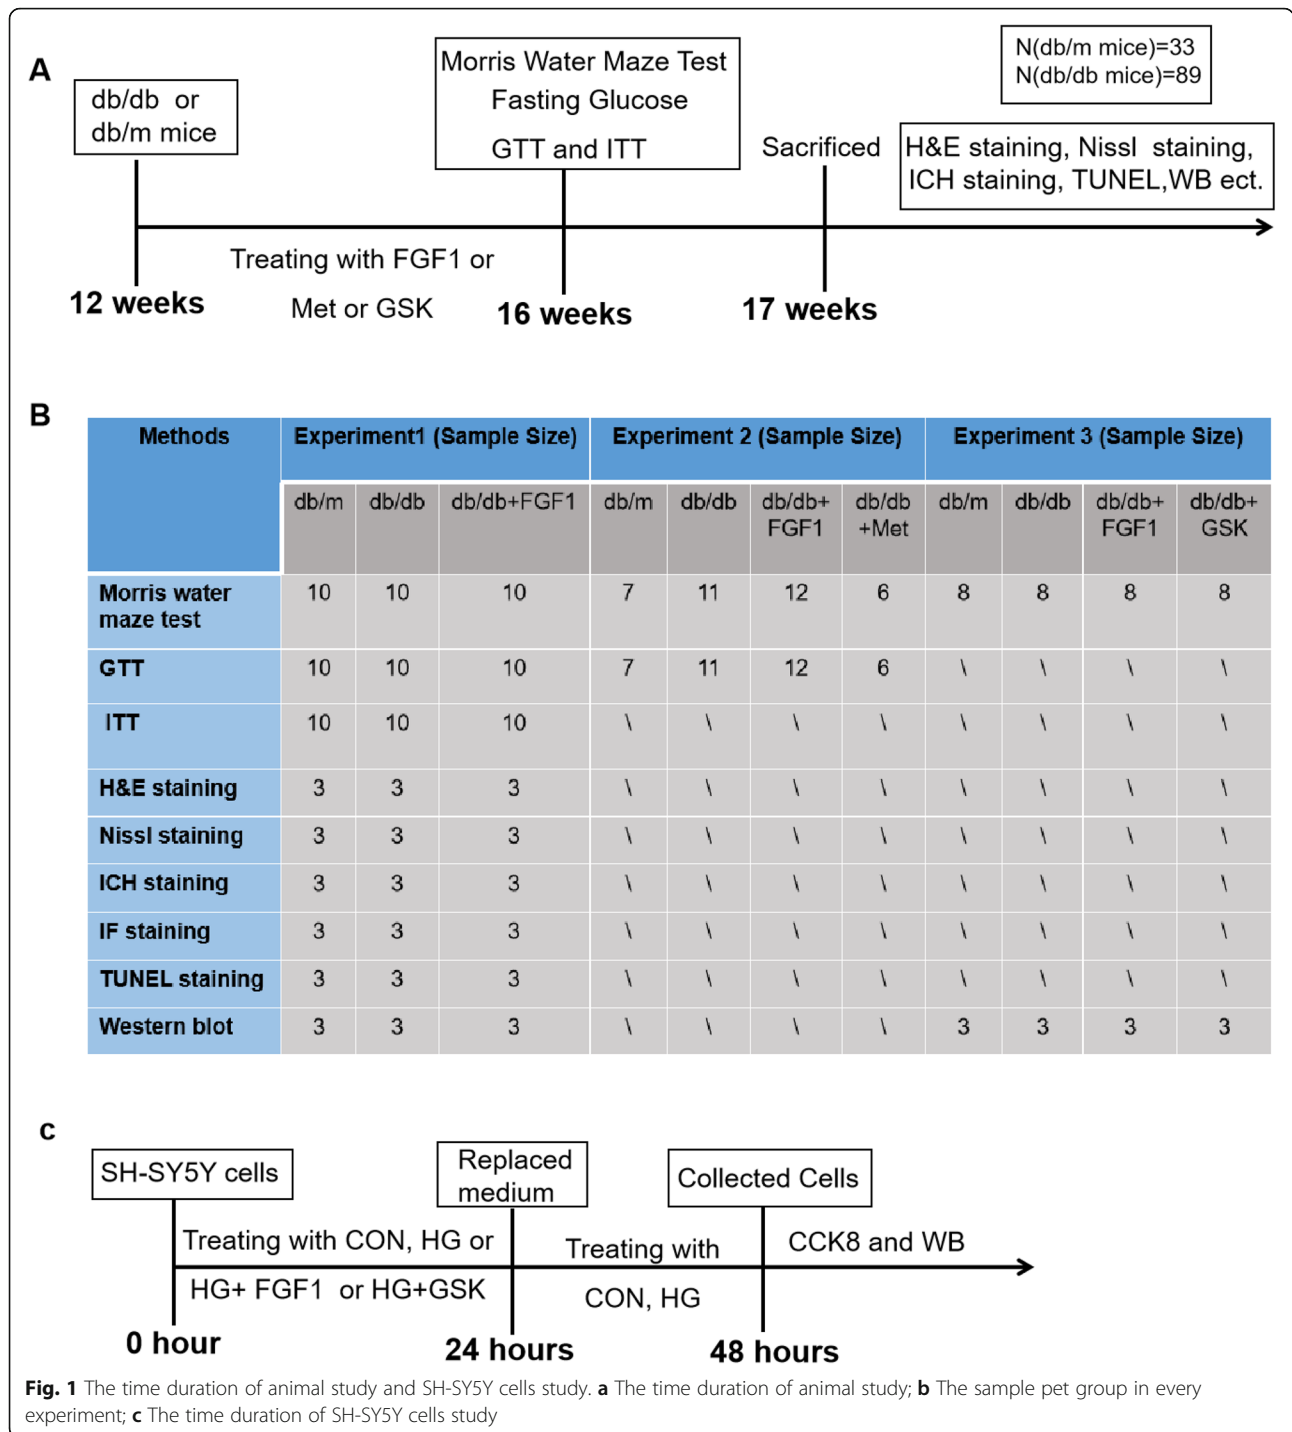 A
db/db or
db/m mice
Morris Water Maze Test
Fasting Glucose
GTT and ITT
Sacrificed
N(db/m mice)=33
N(db/db mice)=89
H&E staining, Nissl staining,
ICH staining, TUNEL,WB ect.
Treating with FGF1 or
Met or GSK
12 weeks
16 weeks
17 weeks
B
Methods Experiment1 (Sample Size) Experiment 2 (Sample Size) Experiment 3 (Sample Size)
db/m db/db db/db+FGF1 db/m db/db db/db+ db/db db/m db/db db/db+ db/db+
FGF1 +Met FGF1 GSK
Morris water 10 10 10 7 11 12 6 8 8 8 8
maze test
GTT 10 10 10 7 11 12 6 \ \ \ \
ITT 10 10 10 \ \ \ \ \ \ \ \
H&E staining 3 3 3 \ \ \ \ \ \ \ \
Nissl staining 3 3 3 \ \ \ \ \ \ \ \
ICH staining 3 3 3 \ \ \ \ \ \ \ \
IF staining 3 3 3 \ \ \ \ \ \ \ \
TUNEL staining 3 3 3 \ \ \ \ \ \ \ \
Western blot 3 3 3 \ \ \ \ 3 3 3 3
c
SH-SY5Y cells
Replaced
medium
Collected Cells
Treating with CON, HG or
HG+ FGF1 or HG+GSK
Treating with
CON, HG
CCK8 and WB
0 hour
24 hours
48 hours
Fig. 1 The time duration of animal study and SH-SY5Y cells study. a The time duration of animal study; b The sample pet group in every
experiment; c The time duration of SH-SY5Y cells study